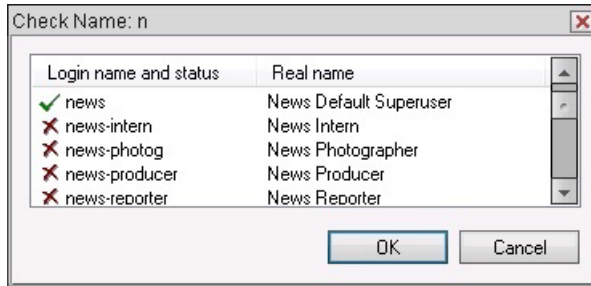 Check Name: n
Login name and status Real name
news News Default Superuser
news-intern News Intern
news-photog News Photographer
news-producer News Producer
news-reporter News Reporter
OK Cancel